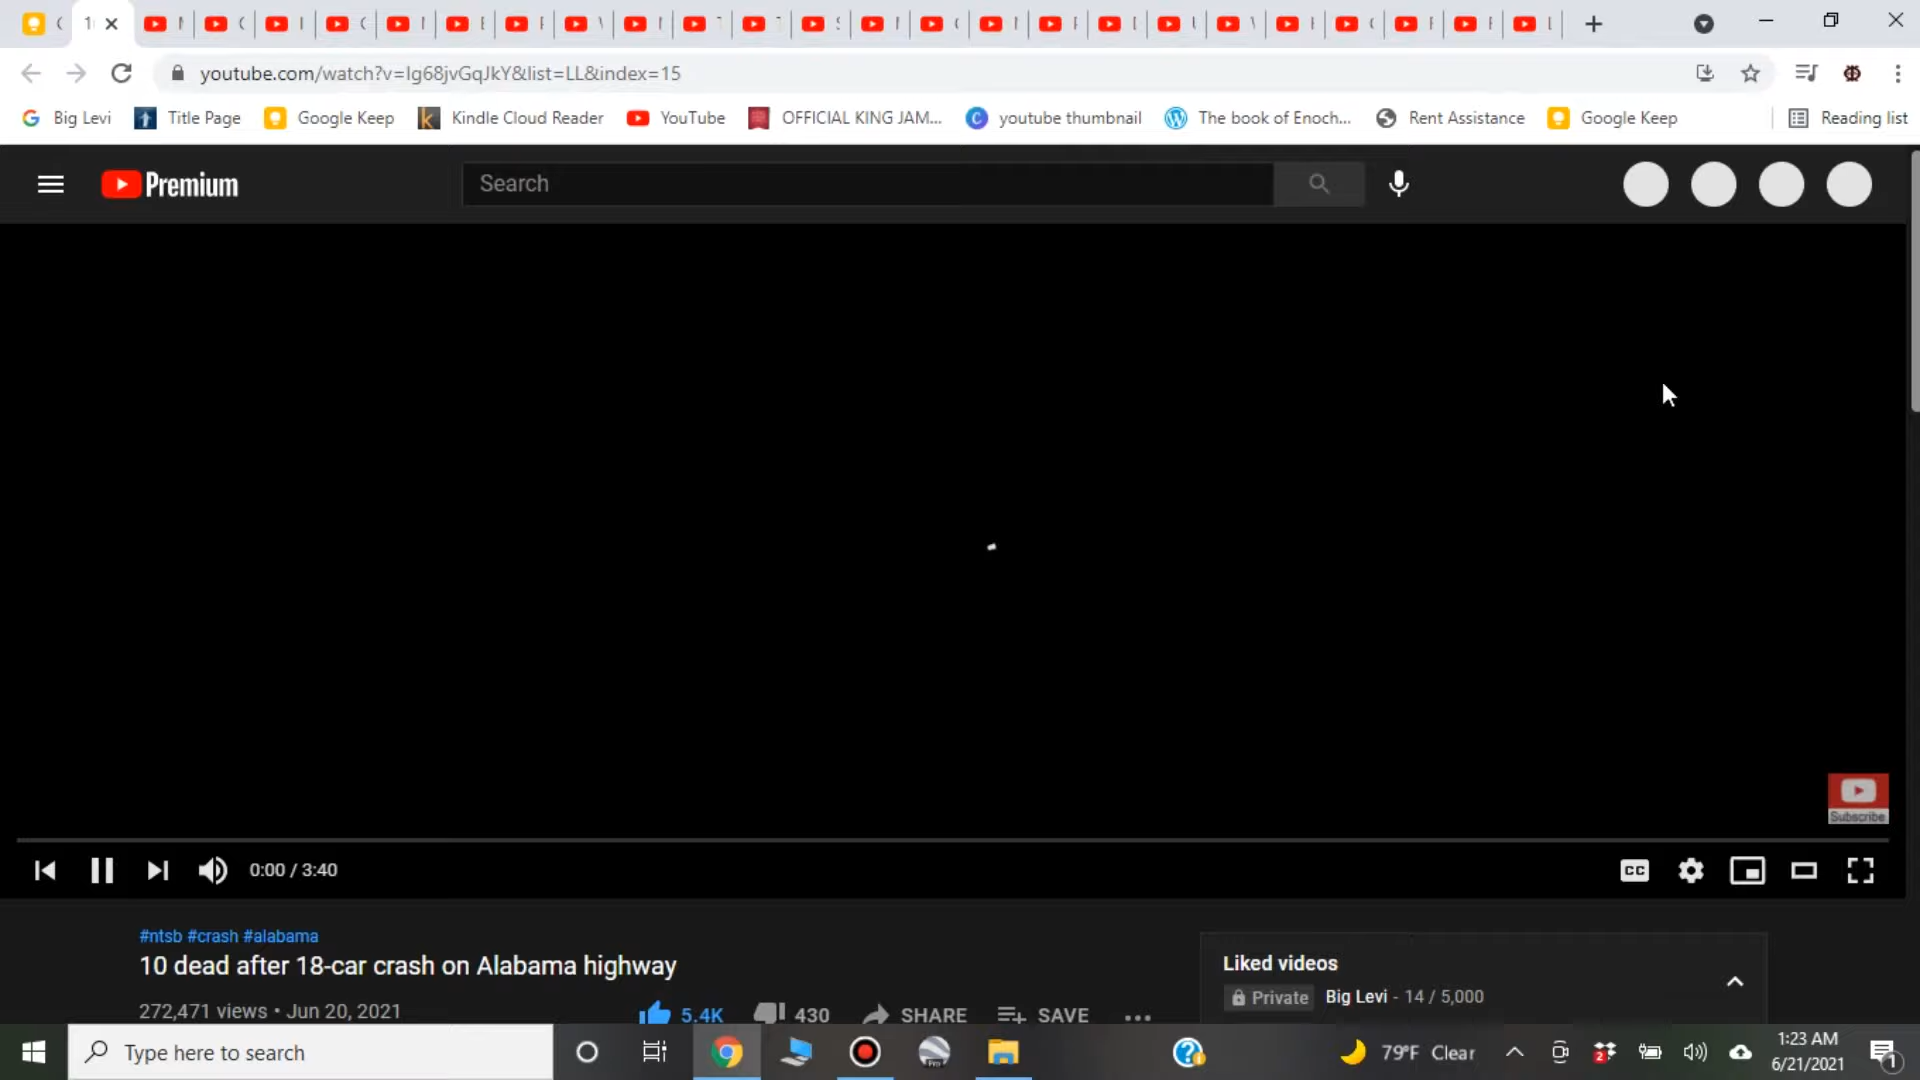 youtube.com/watch?v=Ig68jvGqJkY&list=LL&index=15
Big Levi
Title Page
Google Keep
Kindle Cloud Reader
YouTube
OFFICIAL KING JAM...
youtube thumbnail
The book of Enoch...
Rent Assistance
Google Keep
Reading list
Premium
Search
Subscribe
0:00 / 3:40
CC
#ntsb #crash #alabama
10 dead after 18-car crash on Alabama highway
272,471 views • Jun 20, 2021
5.4K
430
SHARE
SAVE
Liked videos
Private
Big Levi - 14 / 5,000
Type here to search
79°F Clear
2
1:23 AM
6/21/2021
1